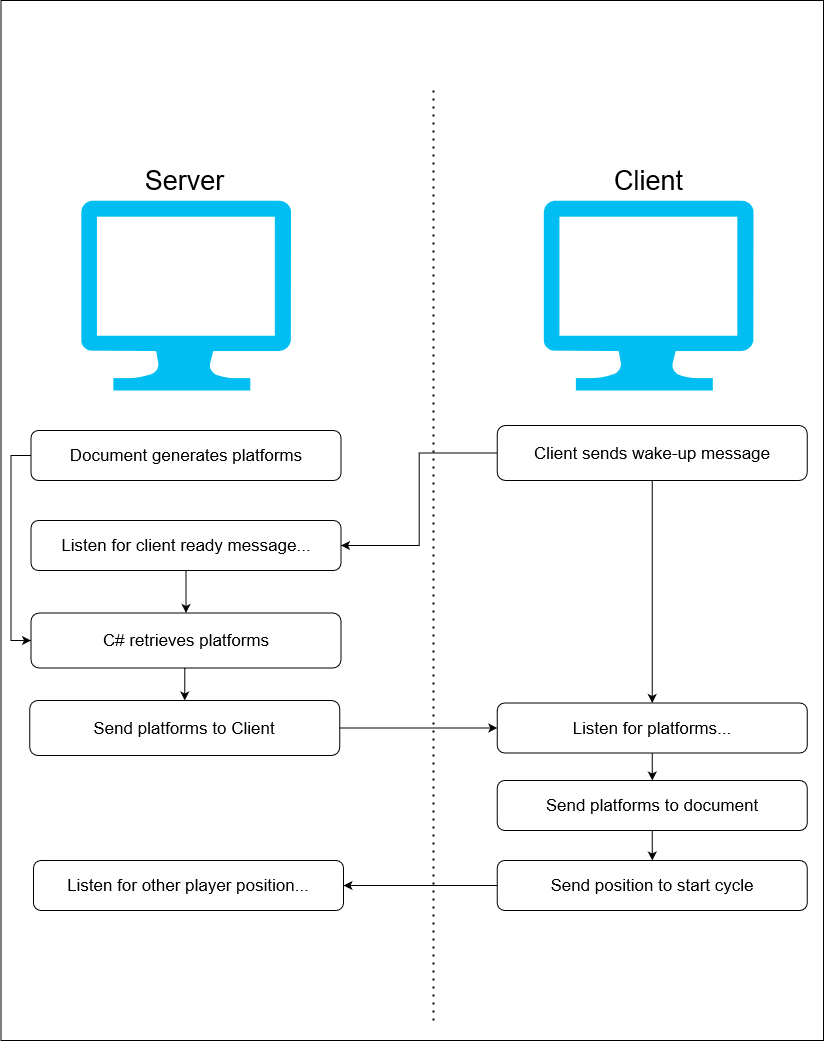 Server
Client
Document generates platforms
Client sends wake-up message
Listen for client ready message...
C# retrieves platforms
Send platforms to Client
Listen for platforms...
Send platforms to document
Listen for other player position...
Send position to start cycle